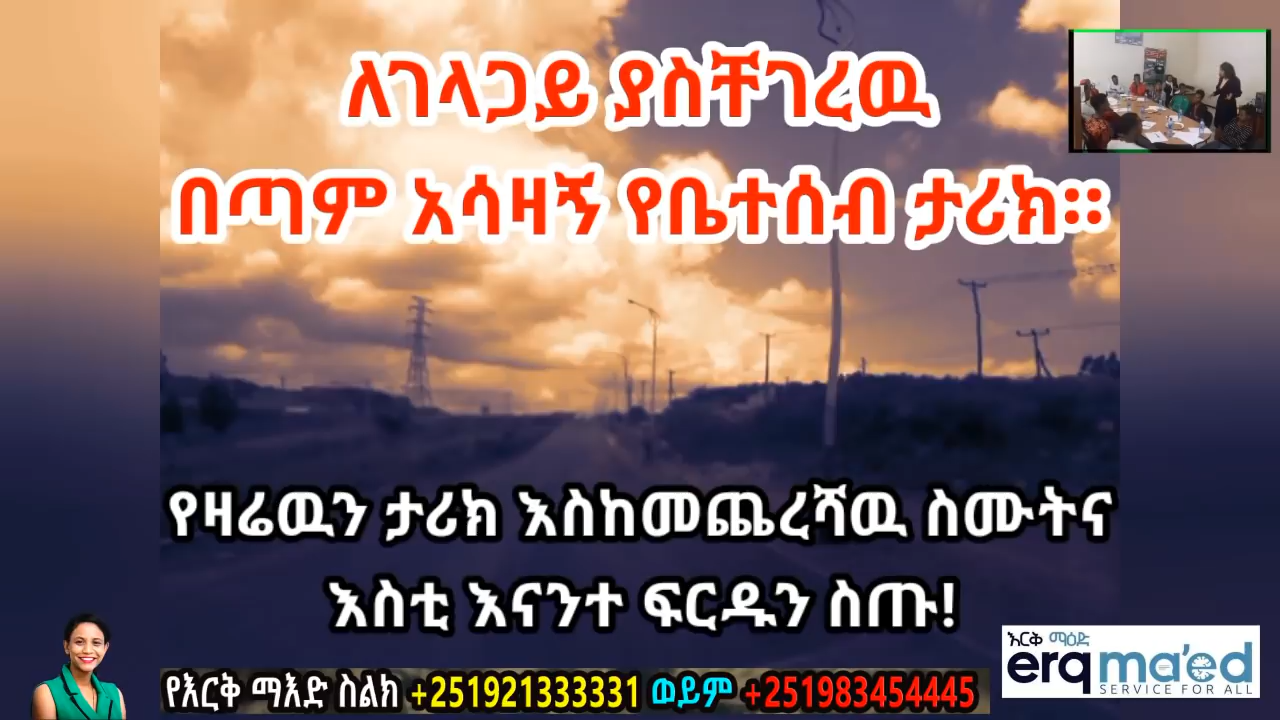 ለገላጋይ ያስቸገረዉ
በጣም አሳዛኝ የቤተሰብ ታሪክ።
የዛሬዉን ታሪክ እስከመጨረሻዉ ስሙትና
እስቲ እናንተ ፍርዱን ስጡ!
የእርቅ ማእድ ስልክ +251921333331 ወይም +251983454445
እርቅ ማዕድ
erqma'ed
SERVICE FOR ALL